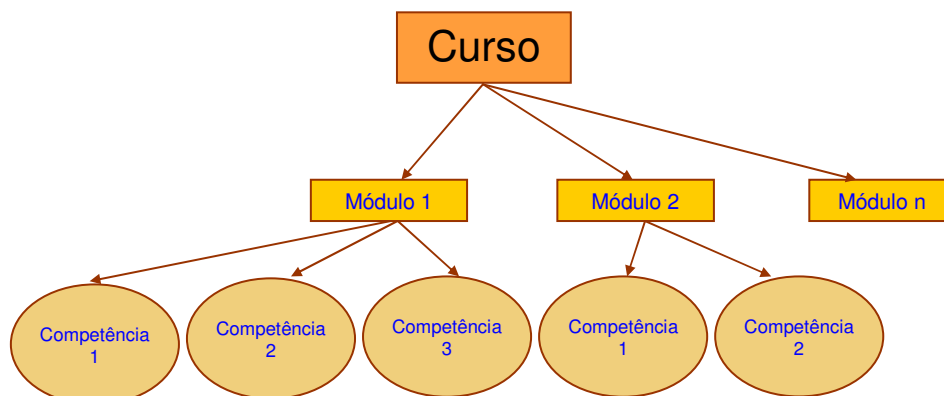 Curso
Módulo 1
Módulo 2
Módulo n
Competência
1
Competência
2
Competência
3
Competência
1
Competência
2